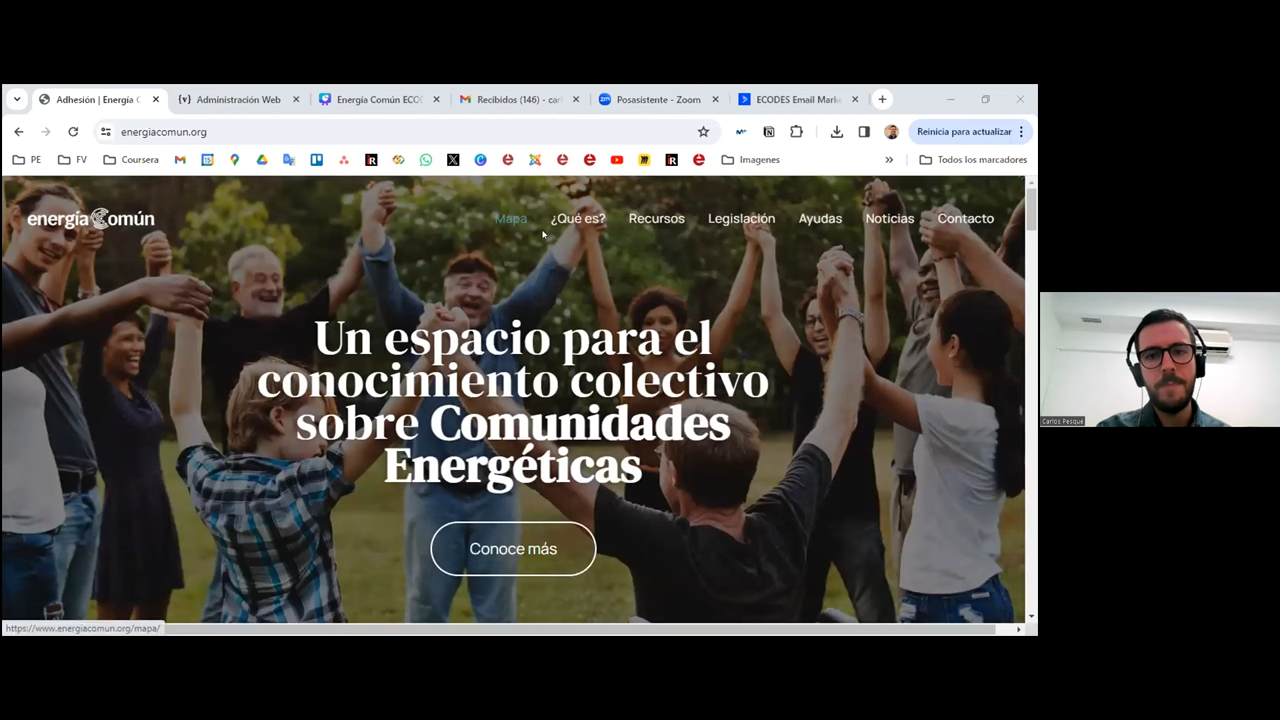 Adhesión | Energía C
Administración Web
Energía Común ECO
Recibidos (146) - car
Posasistente - Zoom
ECODES Email Mark
energiacomun.org
Reinicia para actualizar
PE
FV
Coursera
Imagenes
»
Todos los marcadores
energía Común
Mapa
¿Qué es?
Recursos
Legislación
Ayudas
Noticias
Contacto
Un espacio para el
conocimiento colectivo
sobre Comunidades
Energéticas
Conoce más
https://www.energiacomun.org/mapa/
Carlos Pesqué